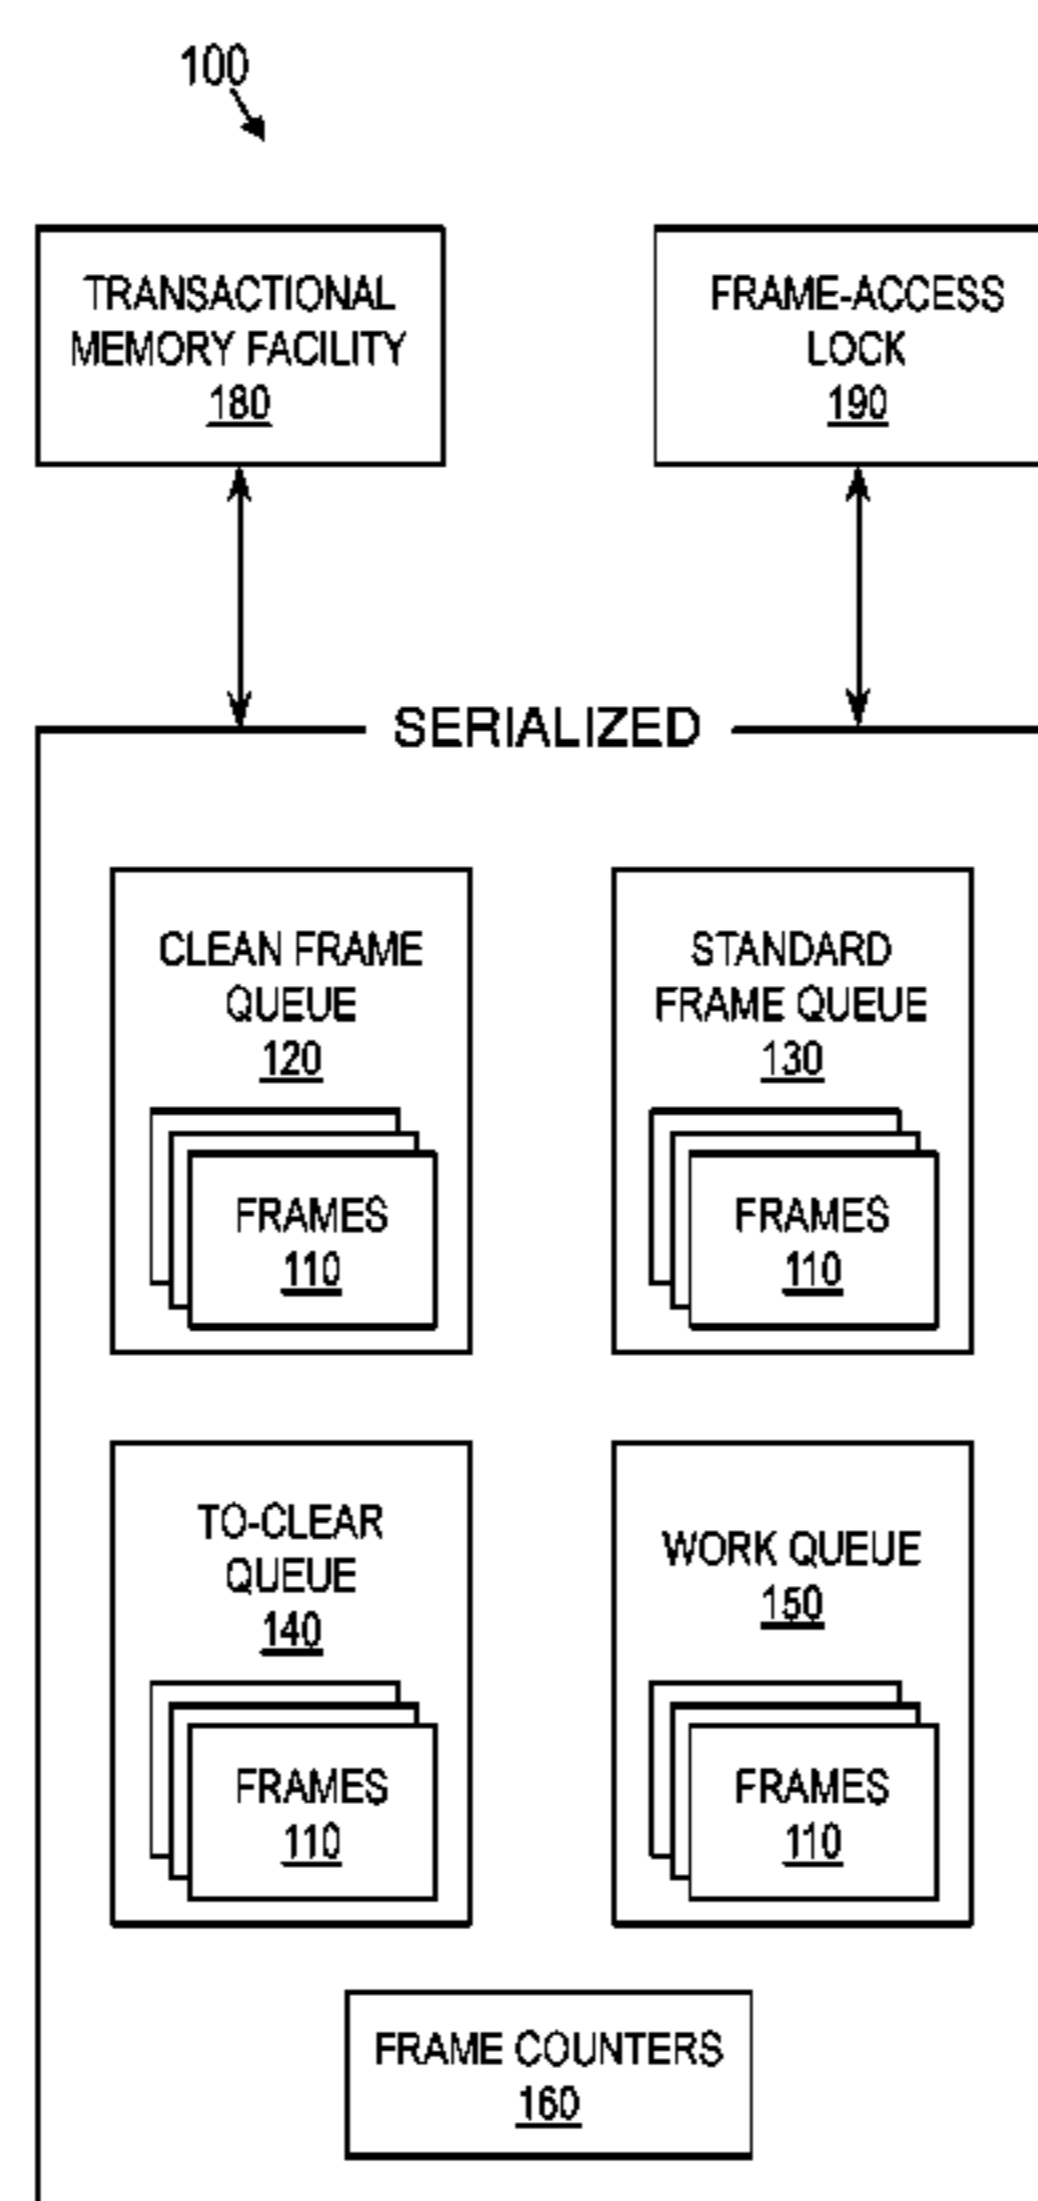 100
TRANSACTIONAL
MEMORY FACILITY
180
FRAME-ACCESS
LOCK
190
SERIALIZED
CLEAN FRAME
QUEUE
120
FRAMES
110
STANDARD
FRAME QUEUE
130
FRAMES
110
TO-CLEAR
QUEUE
140
FRAMES
110
WORK QUEUE
150
FRAMES
110
FRAME COUNTERS
160